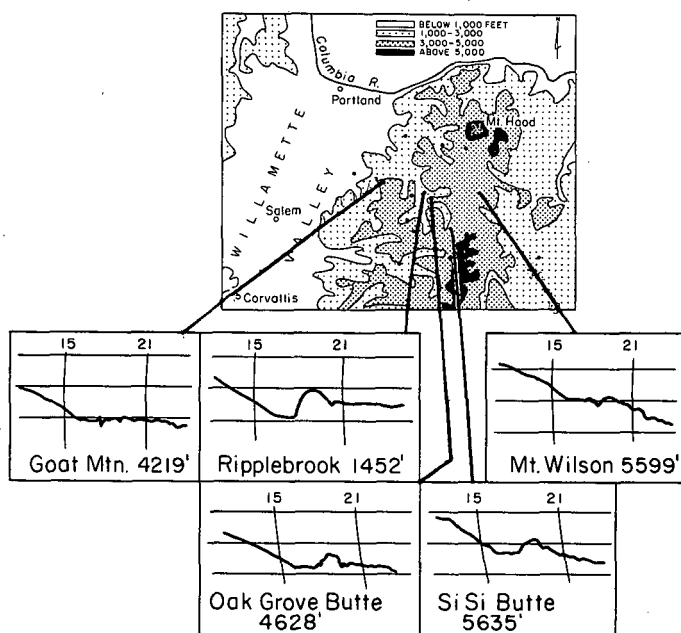 BELOW 1,000 FEET
1,000-3,000
3,000-5,000
ABOVE 5,000
N
Columbia R.
Portland
Mt. Hood
WILLAMETTE
LLEY
Salem
Corvallis
15 21
Goat Mtn. 4219'
15 21
Ripplebrook 1452'
15 21
Mt. Wilson 5599'
15 21
Oak Grove Butte
4628'
15 21
Si Si Butte
5635'